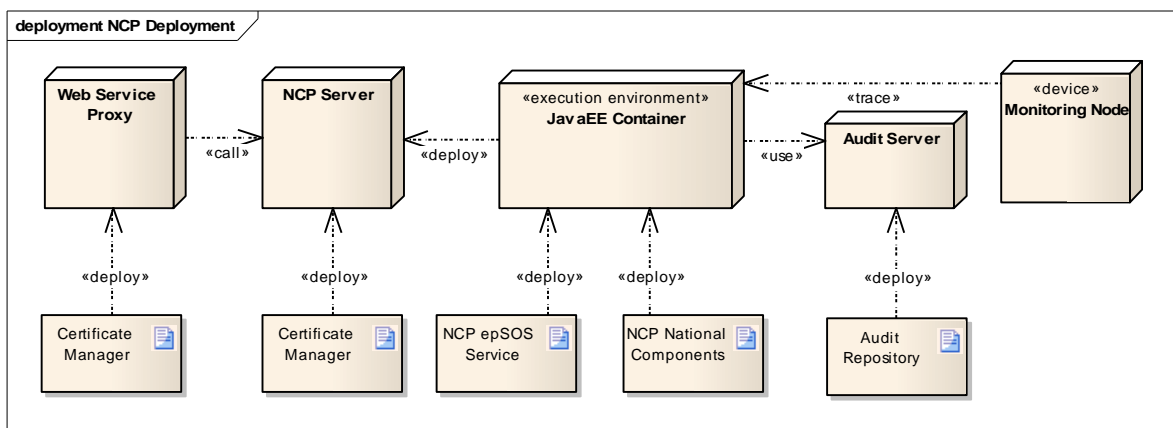 deployment NCP Deployment
Web Service
Proxy
NCP Server
«execution environment»
JavaEE Container
«device»
Monitoring Node
Audit Server
«call»
«deploy»
«use»
«trace»
«deploy»
«deploy»
«deploy»
«deploy»
«deploy»
Certificate
Manager
Certificate
Manager
NCP epSOS
Service
NCP National
Components
Audit
Repository